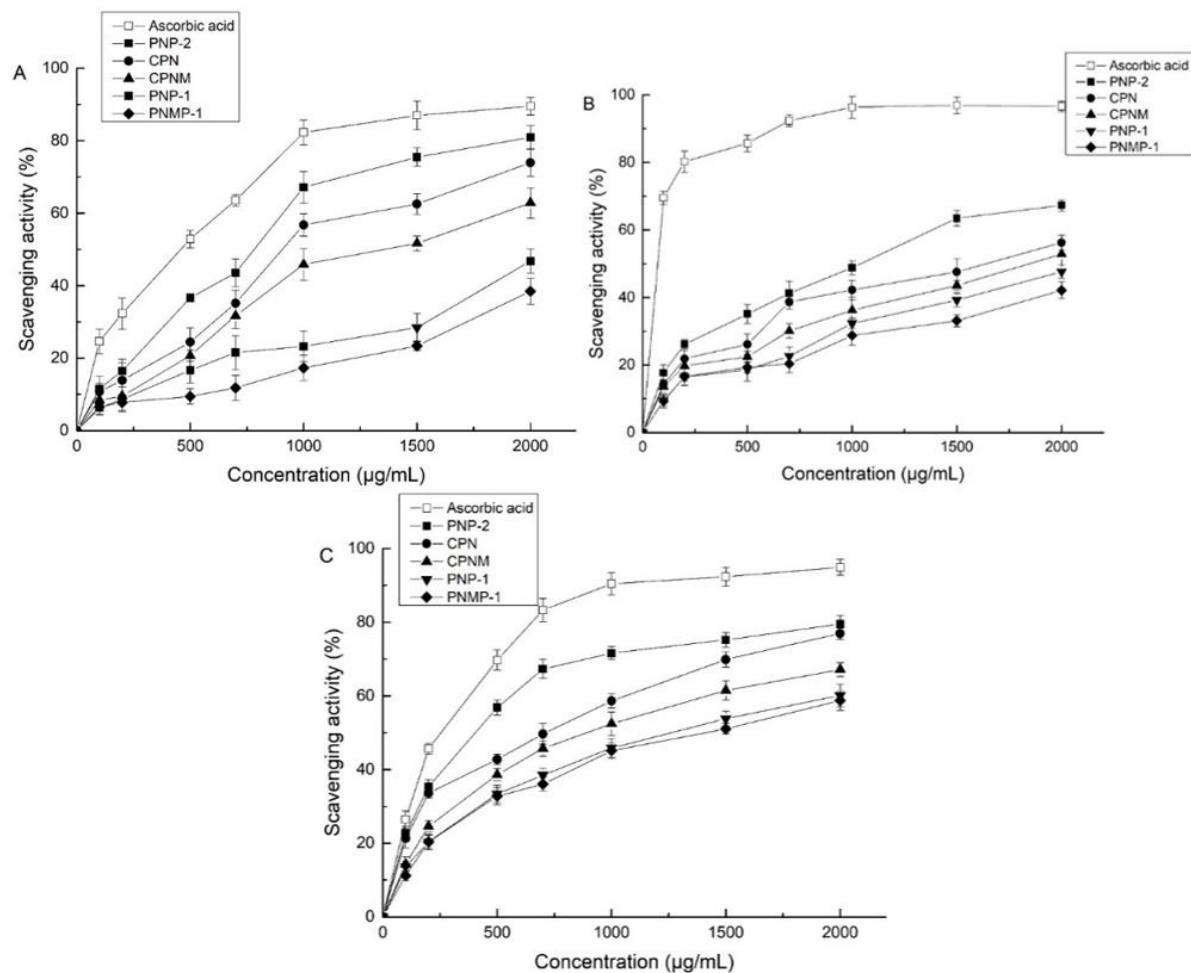 A
Ascorbic acid
PNP-2
CPN
CPNM
PNP-1
PNMP-1
100
80
60
40
20
0
Scavenging activity (%)
0
500
1000
1500
2000
Concentration (µg/mL)
B
Ascorbic acid
PNP-2
CPN
CPNM
PNP-1
PNMP-1
100
80
60
40
20
0
Scavenging activity (%)
0
500
1000
1500
2000
Concentration (µg/mL)
C
Ascorbic acid
PNP-2
CPN
CPNM
PNP-1
PNMP-1
100
80
60
40
20
0
Scavenging activity (%)
0
500
1000
1500
2000
Concentration (µg/mL)